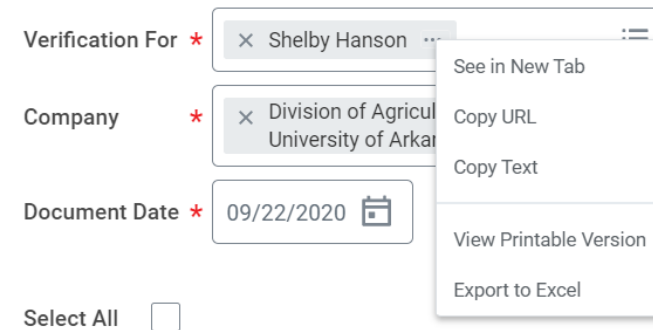 Verification For * × Shelby Hanson ...
See in New Tab
Company * × Division of Agricul
University of Arkar
Copy URL
Copy Text
Document Date * 09/22/2020
View Printable Version
Export to Excel
Select All